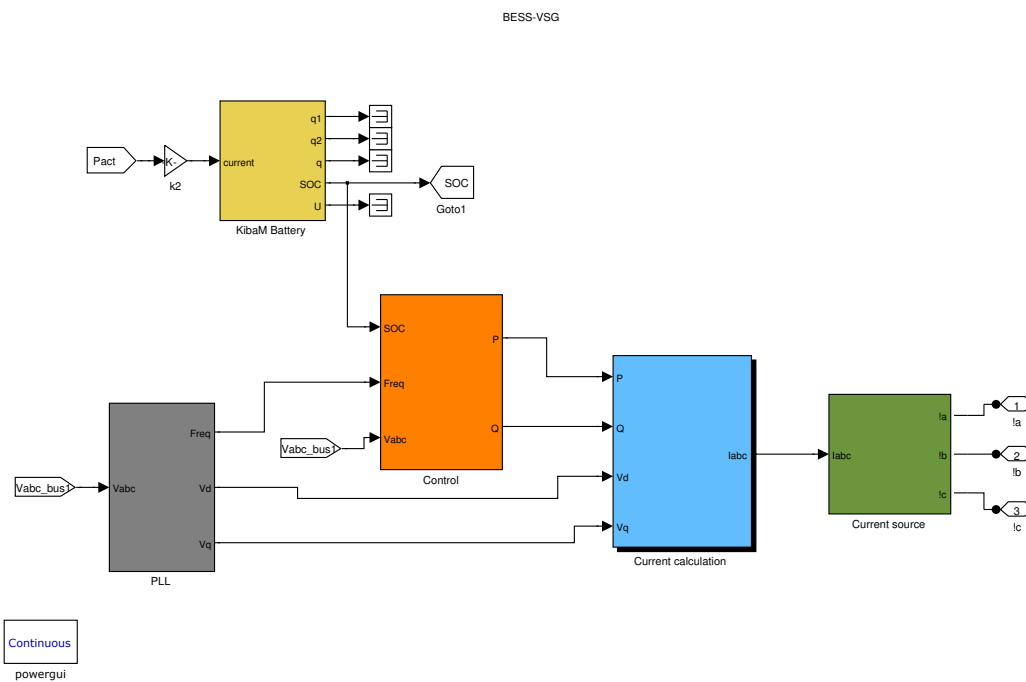 BESS-VSG
Pact
K-
k2
current
q1
q2
q
SOC
U
KibaM Battery
SOC
Goto1
SOC
Freq
Vabc
P
Q
Control
Vabc_bus1
Vabc_bus1
Vabc
Freq
Vd
Vq
PLL
P
Q
Vd
Vq
Iabc
Current calculation
Iabc
!a
!b
!c
Current source
1
!a
2
!b
3
!c
Continuous
powergui